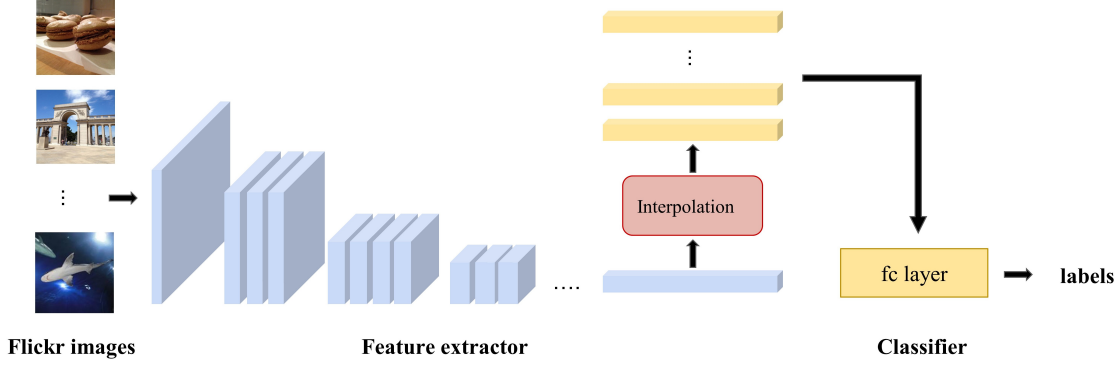 ⋮
⋮
Interpolation
....
fc layer
labels
Flickr images
Feature extractor
Classifier